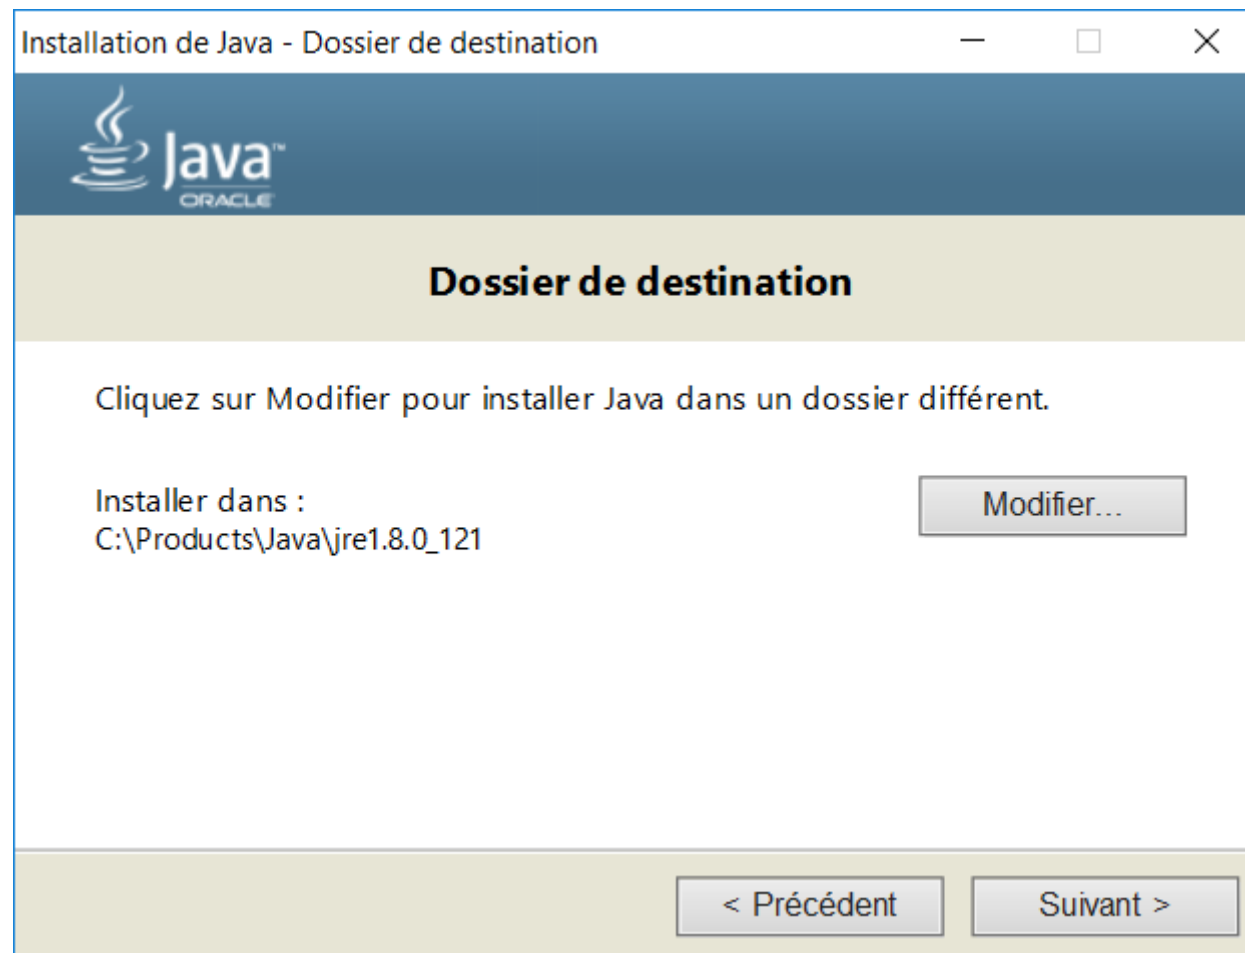 Installation de Java - Dossier de destination
Java™
ORACLE
Dossier de destination
Cliquez sur Modifier pour installer Java dans un dossier différent.
Installer dans :
Modifier...
C:\Products\Java\jre1.8.0_121
< Précédent
Suivant >